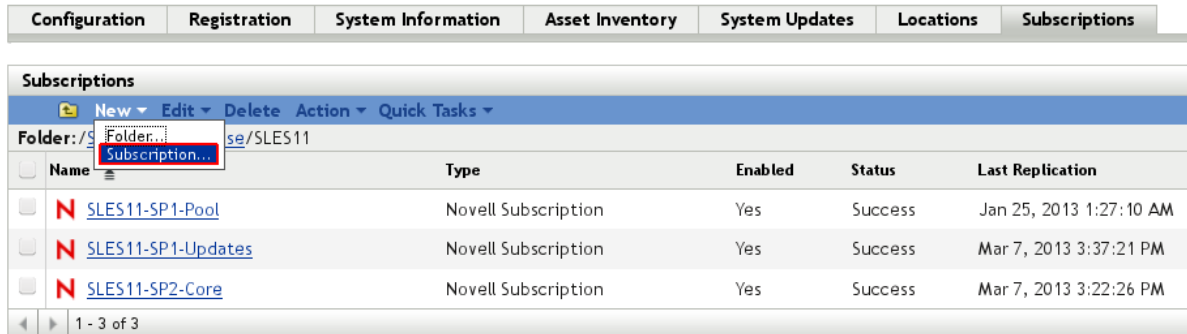 Configuration Registration System Information Asset Inventory System Updates Locations Subscriptions
Subscriptions
New Edit Delete Action Quick Tasks
Folder:/S se/SLES11
Folder...
Subscription...
Name Type Enabled Status Last Replication
N SLES11-SP1-Pool Novell Subscription Yes Success Jan 25, 2013 1:27:10 AM
N SLES11-SP1-Updates Novell Subscription Yes Success Mar 7, 2013 3:37:21 PM
N SLES11-SP2-Core Novell Subscription Yes Success Mar 7, 2013 3:22:26 PM
1 - 3 of 3